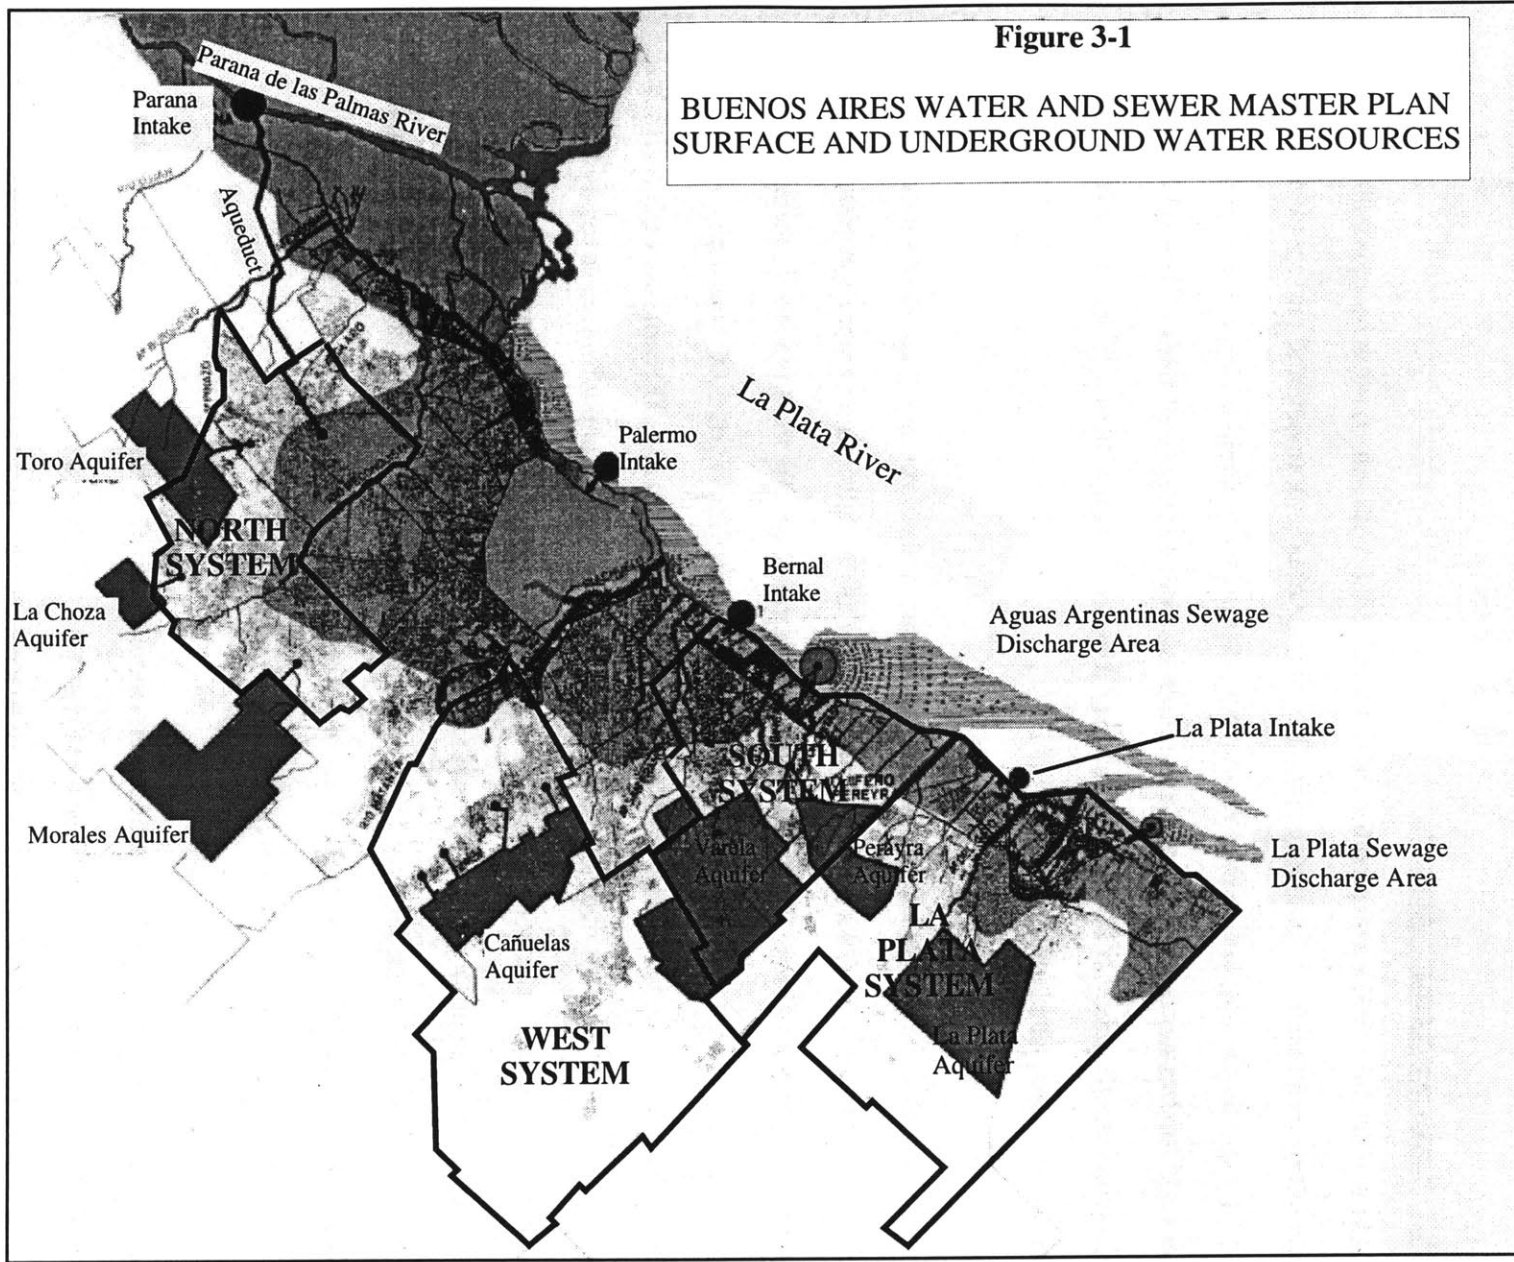 Figure 3-1
BUENOS AIRES WATER AND SEWER MASTER PLAN
SURFACE AND UNDERGROUND WATER RESOURCES
Parana de las Palmas River
Parana
Intake
Aqueduct
La Plata River
Palermo
Intake
Toro Aquifer
NORTH
SYSTEM
Bernal
Intake
La Choza
Aquifer
Aguas Argentinas Sewage
Discharge Area
La Plata Intake
SOUTH
SYSTEM
Morales Aquifer
Varela
Aquifer
Perayra
Aquifer
La Plata Sewage
Discharge Area
Cañuelas
Aquifer
LA
PLATA
SYSTEM
WEST
SYSTEM
La Plata
Aquifer